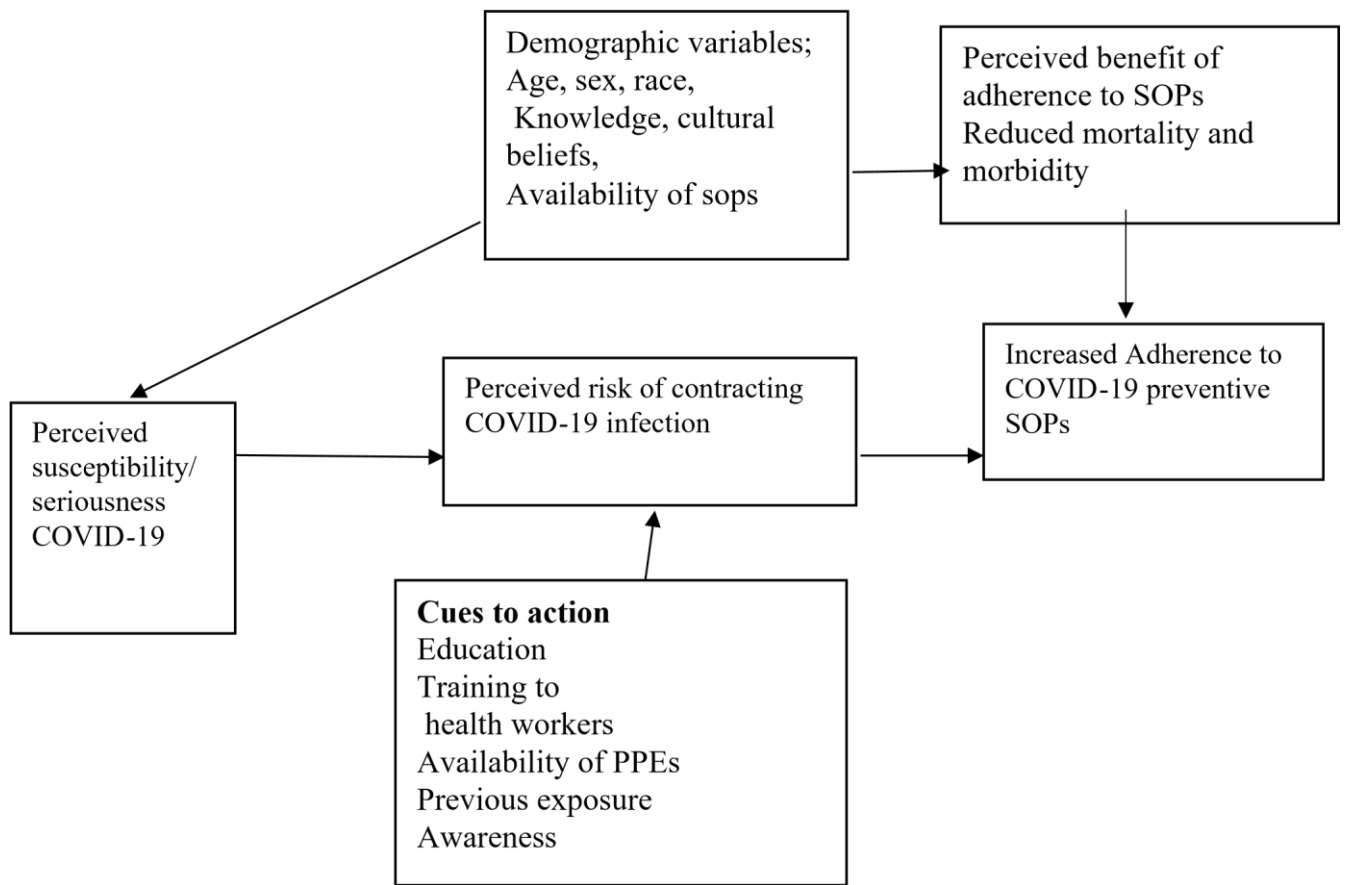 Demographic variables;
Age, sex, race,
Knowledge, cultural
beliefs,
Availability of sops
Perceived benefit of
adherence to SOPs
Reduced mortality and
morbidity
Perceived
susceptibility/
seriousness
COVID-19
Perceived risk of contracting
COVID-19 infection
Increased Adherence to
COVID-19 preventive
SOPs
Cues to action
Education
Training to
health workers
Availability of PPEs
Previous exposure
Awareness